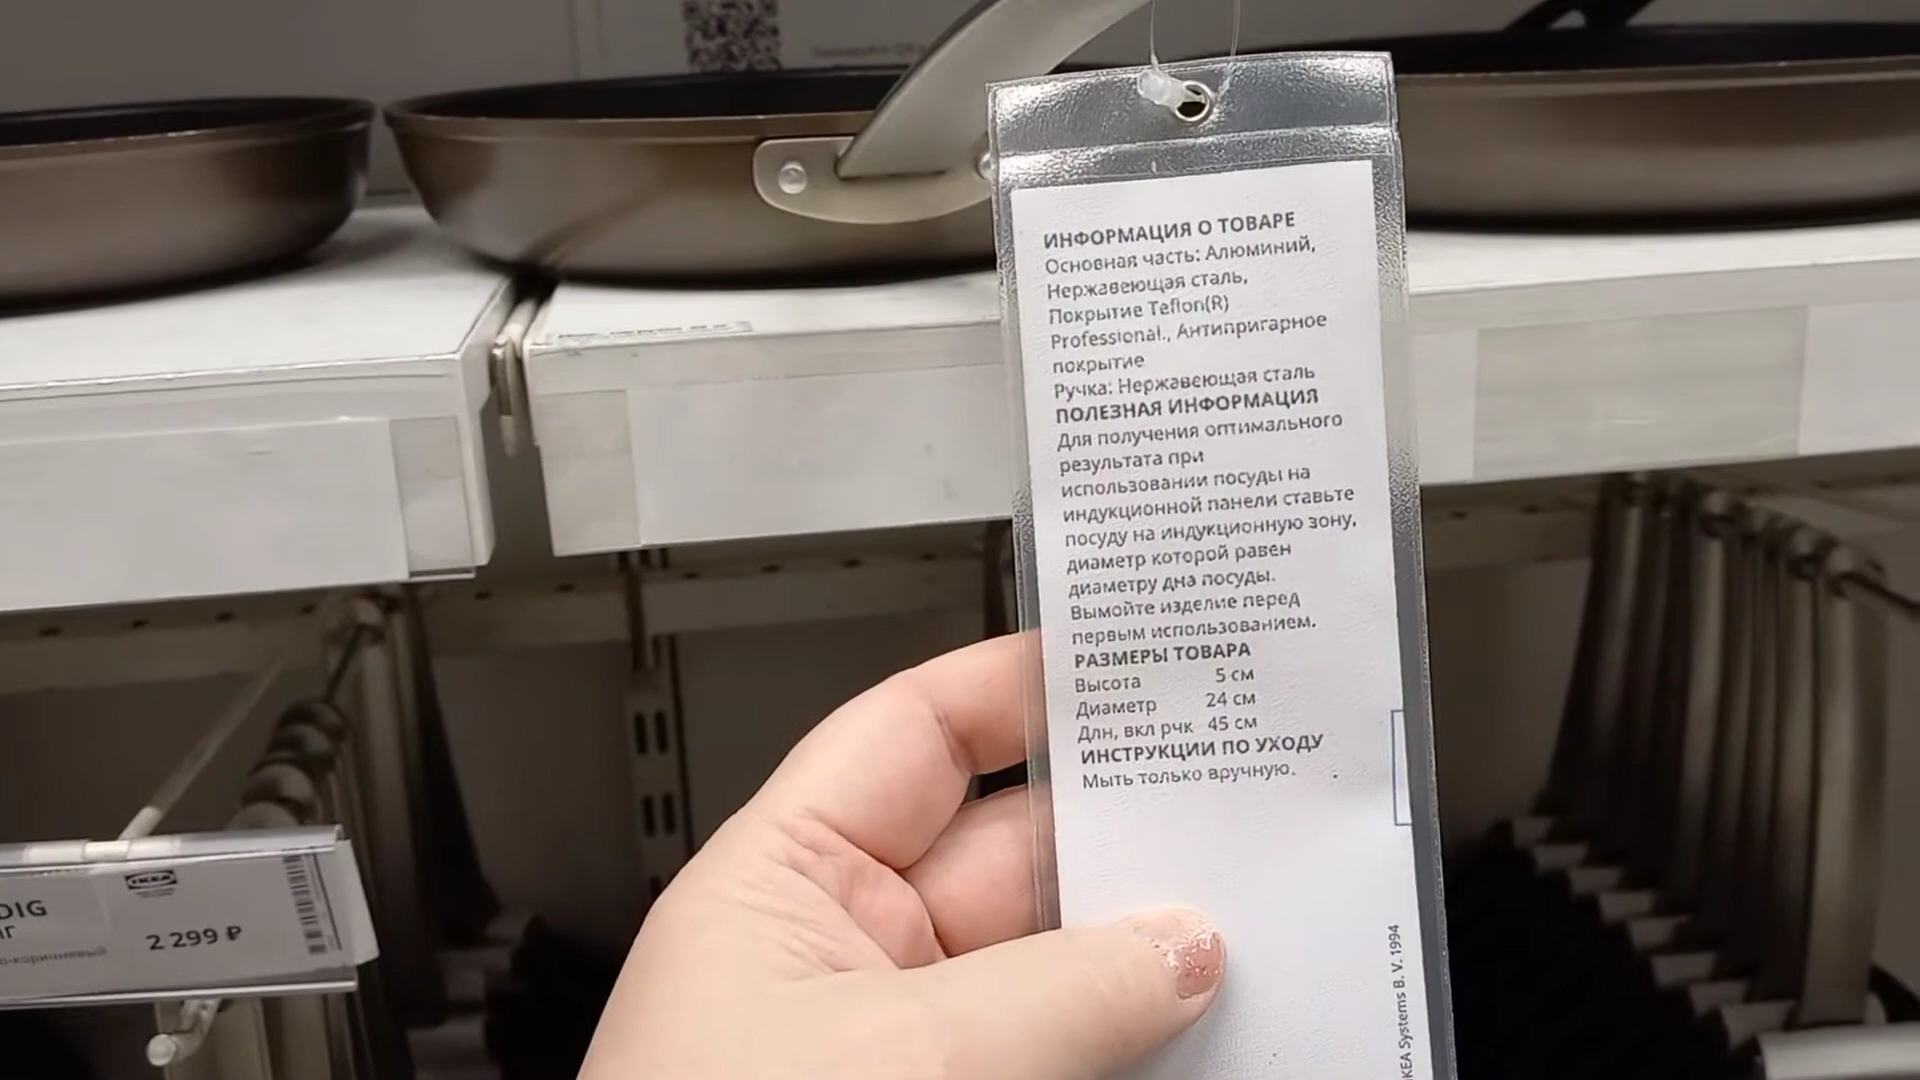 ИНФОРМАЦИЯ О ТОВАРЕ
Основная часть: Алюминий,
Нержавеющая сталь,
Покрытие Teflon(R)
Professional., Антипригарное
покрытие
Ручка: Нержавеющая сталь
ПОЛЕЗНАЯ ИНФОРМАЦИЯ
Для получения оптимального
результата при
использовании посуды на
индукционной панели ставьте
посуду на индукционную зону,
диаметр которой равен
диаметру дна посуды.
Вымойте изделие перед
первым использованием.
РАЗМЕРЫ ТОВАРА
Высота 5 см
Диаметр 24 см
Длн, вкл рчк 45 см
ИНСТРУКЦИИ ПО УХОДУ
Мыть только вручную.
IKEA Systems B. V. 1994
IKEA
DIG
2 299 ₽
о-коричневый